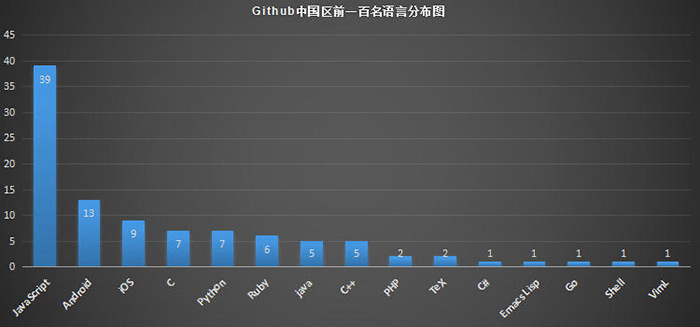 Github中国区前一百名语言分布图
45
40
35
30
25
20
15
10
5
0
39
13
9
7
7
6
5
5
2
2
1
1
1
1
1
JavaScript
Android
iOS
C
Python
Ruby
java
C++
PHP
TeX
C#
Emacs Lisp
Go
Shell
VimL